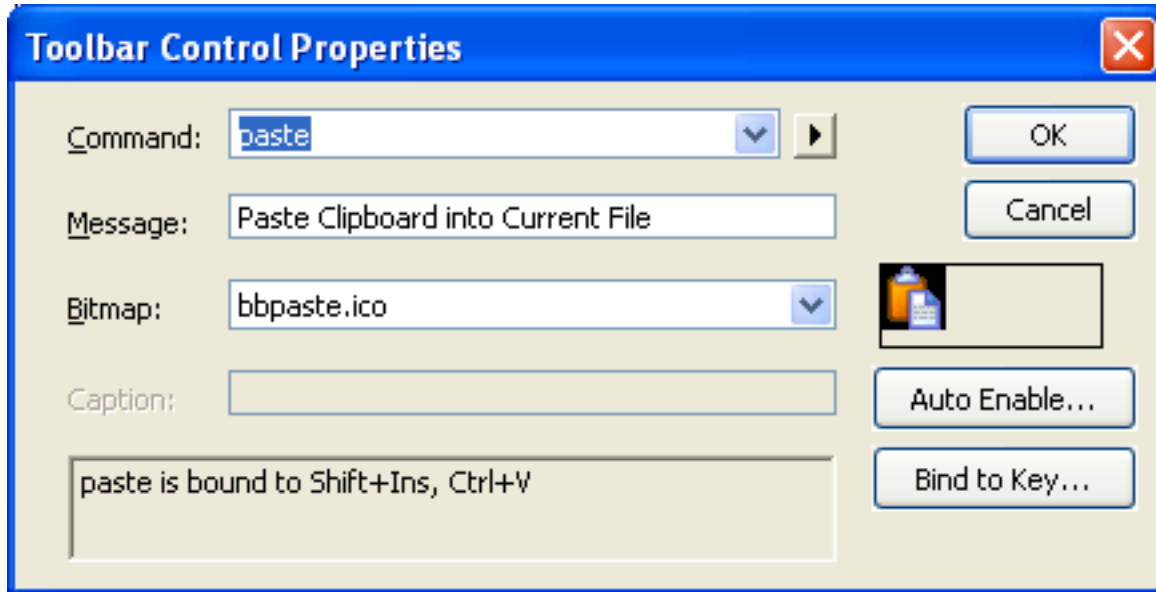 Toolbar Control Properties
Command: paste OK
Message: Paste Clipboard into Current File Cancel
Bitmap: bbpaste.ico
Caption: Auto Enable...
paste is bound to Shift+Ins, Ctrl+V Bind to Key...